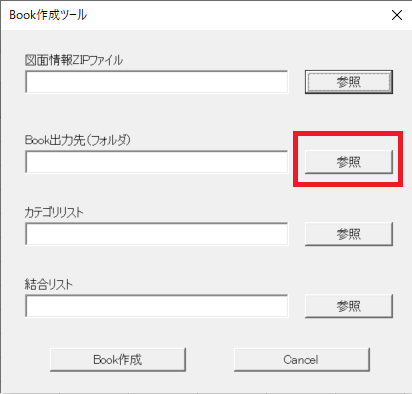 Book作成ツール
図面情報ZIPファイル
参照
Book出力先(フォルダ)
参照
カテゴリリスト
参照
結合リスト
参照
Book作成 Cancel